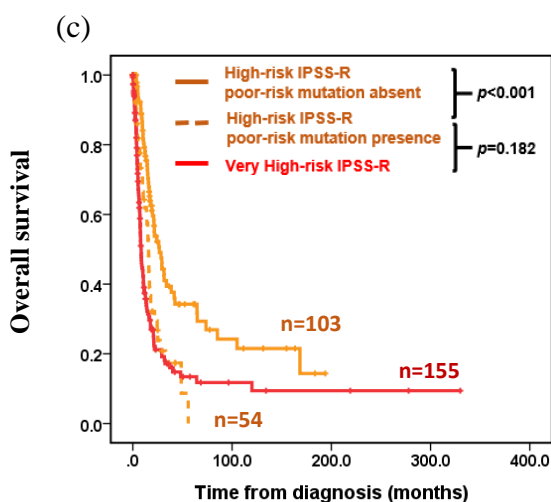 (c)
High-risk IPSS-R
poor-risk mutation absent
High-risk IPSS-R
poor-risk mutation presence
Very High-risk IPSS-R
p<0.001
p=0.182
Overall survival
1.0
0.8
0.6
0.4
0.2
0.0
n=103
n=155
n=54
.0
100.0
200.0
300.0
400.0
Time from diagnosis (months)